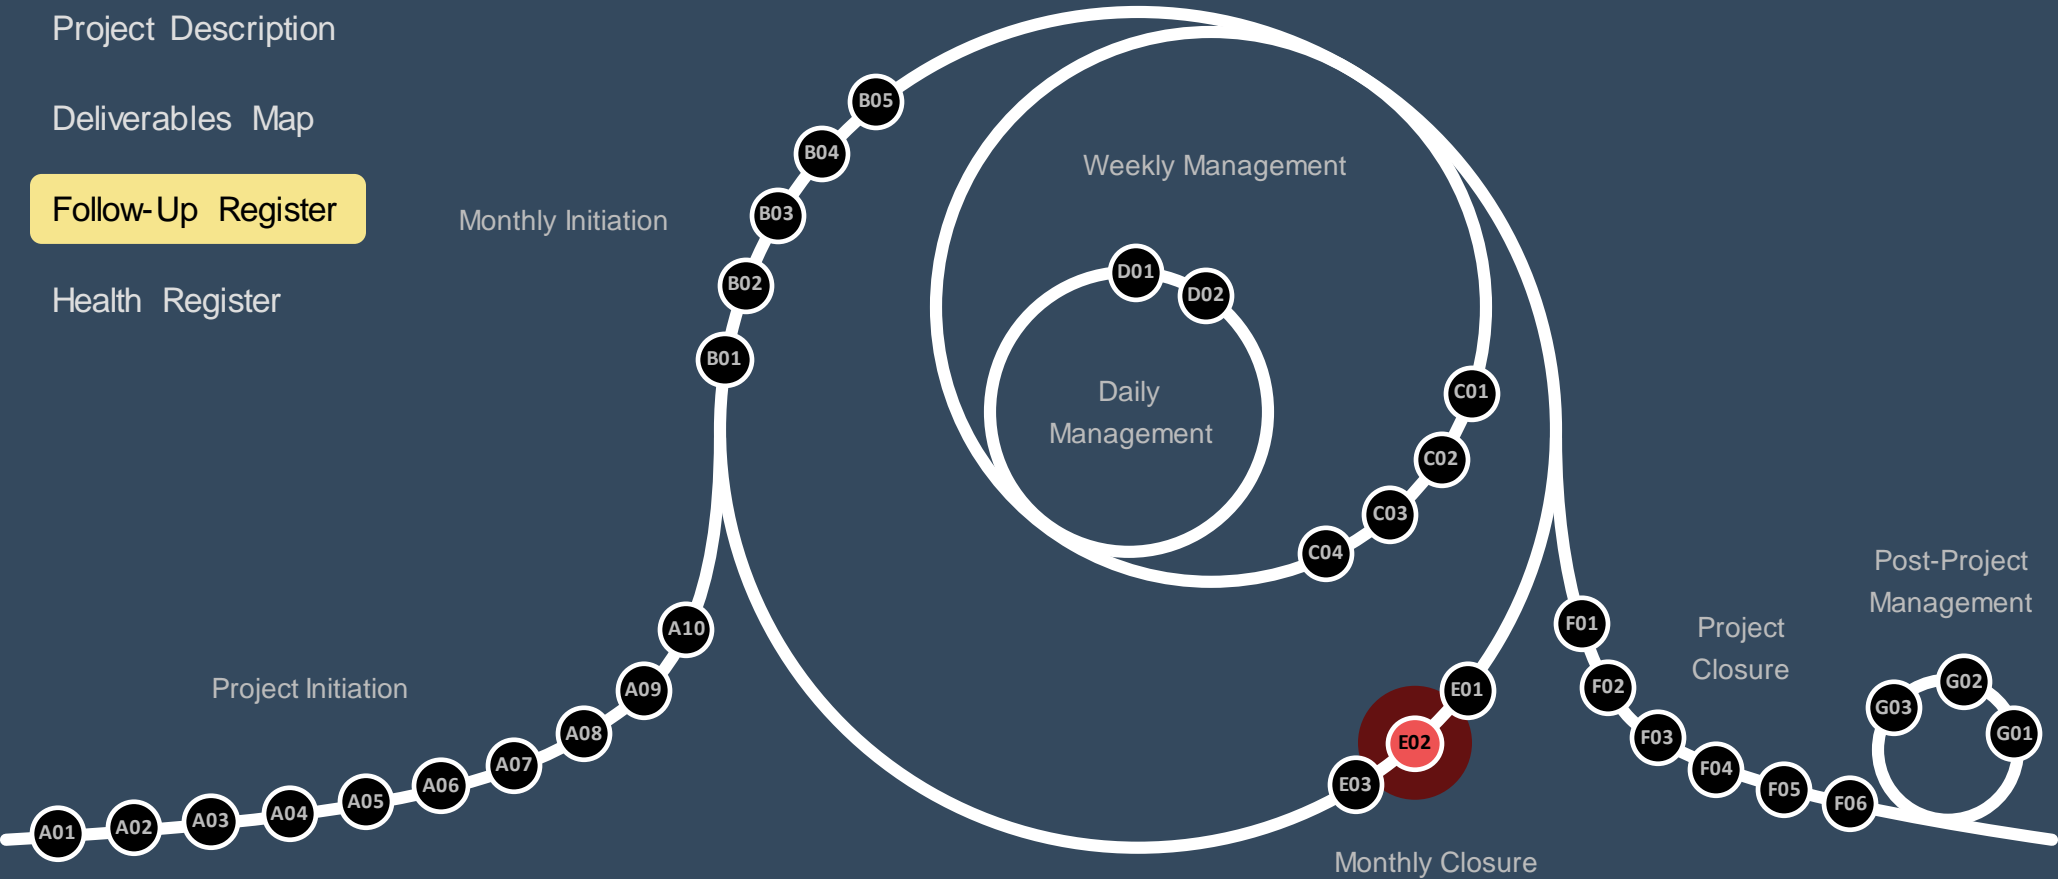 Project Description
Deliverables Map
Follow-Up Register
Health Register
Monthly Initiation
B05
B04
B03
B02
B01
Weekly Management
D01
D02
Daily
Management
C01
C02
C03
C04
Project Initiation
A01
A02
A03
A04
A05
A06
A07
A08
A09
A10
E01
E02
E03
Monthly Closure
F01
F02
F03
F04
F05
F06
Project
Closure
Post-Project
Management
G03
G02
G01